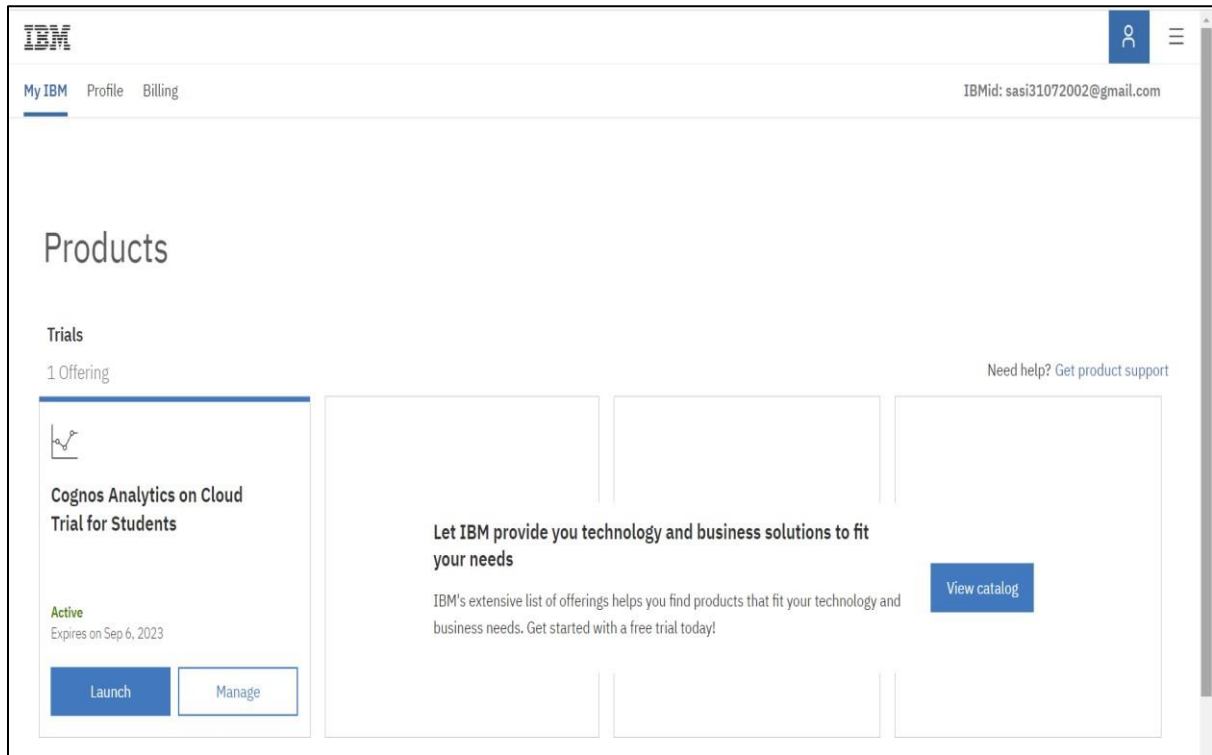 IBM
My IBM Profile Billing IBMid: sasi31072002@gmail.com
Products
Trials
1 Offering
Need help? Get product support
Cognos Analytics on Cloud
Trial for Students
Active
Expires on Sep 6, 2023
Launch Manage
Let IBM provide you technology and business solutions to fit
your needs
IBM's extensive list of offerings helps you find products that fit your technology and
business needs. Get started with a free trial today!
View catalog